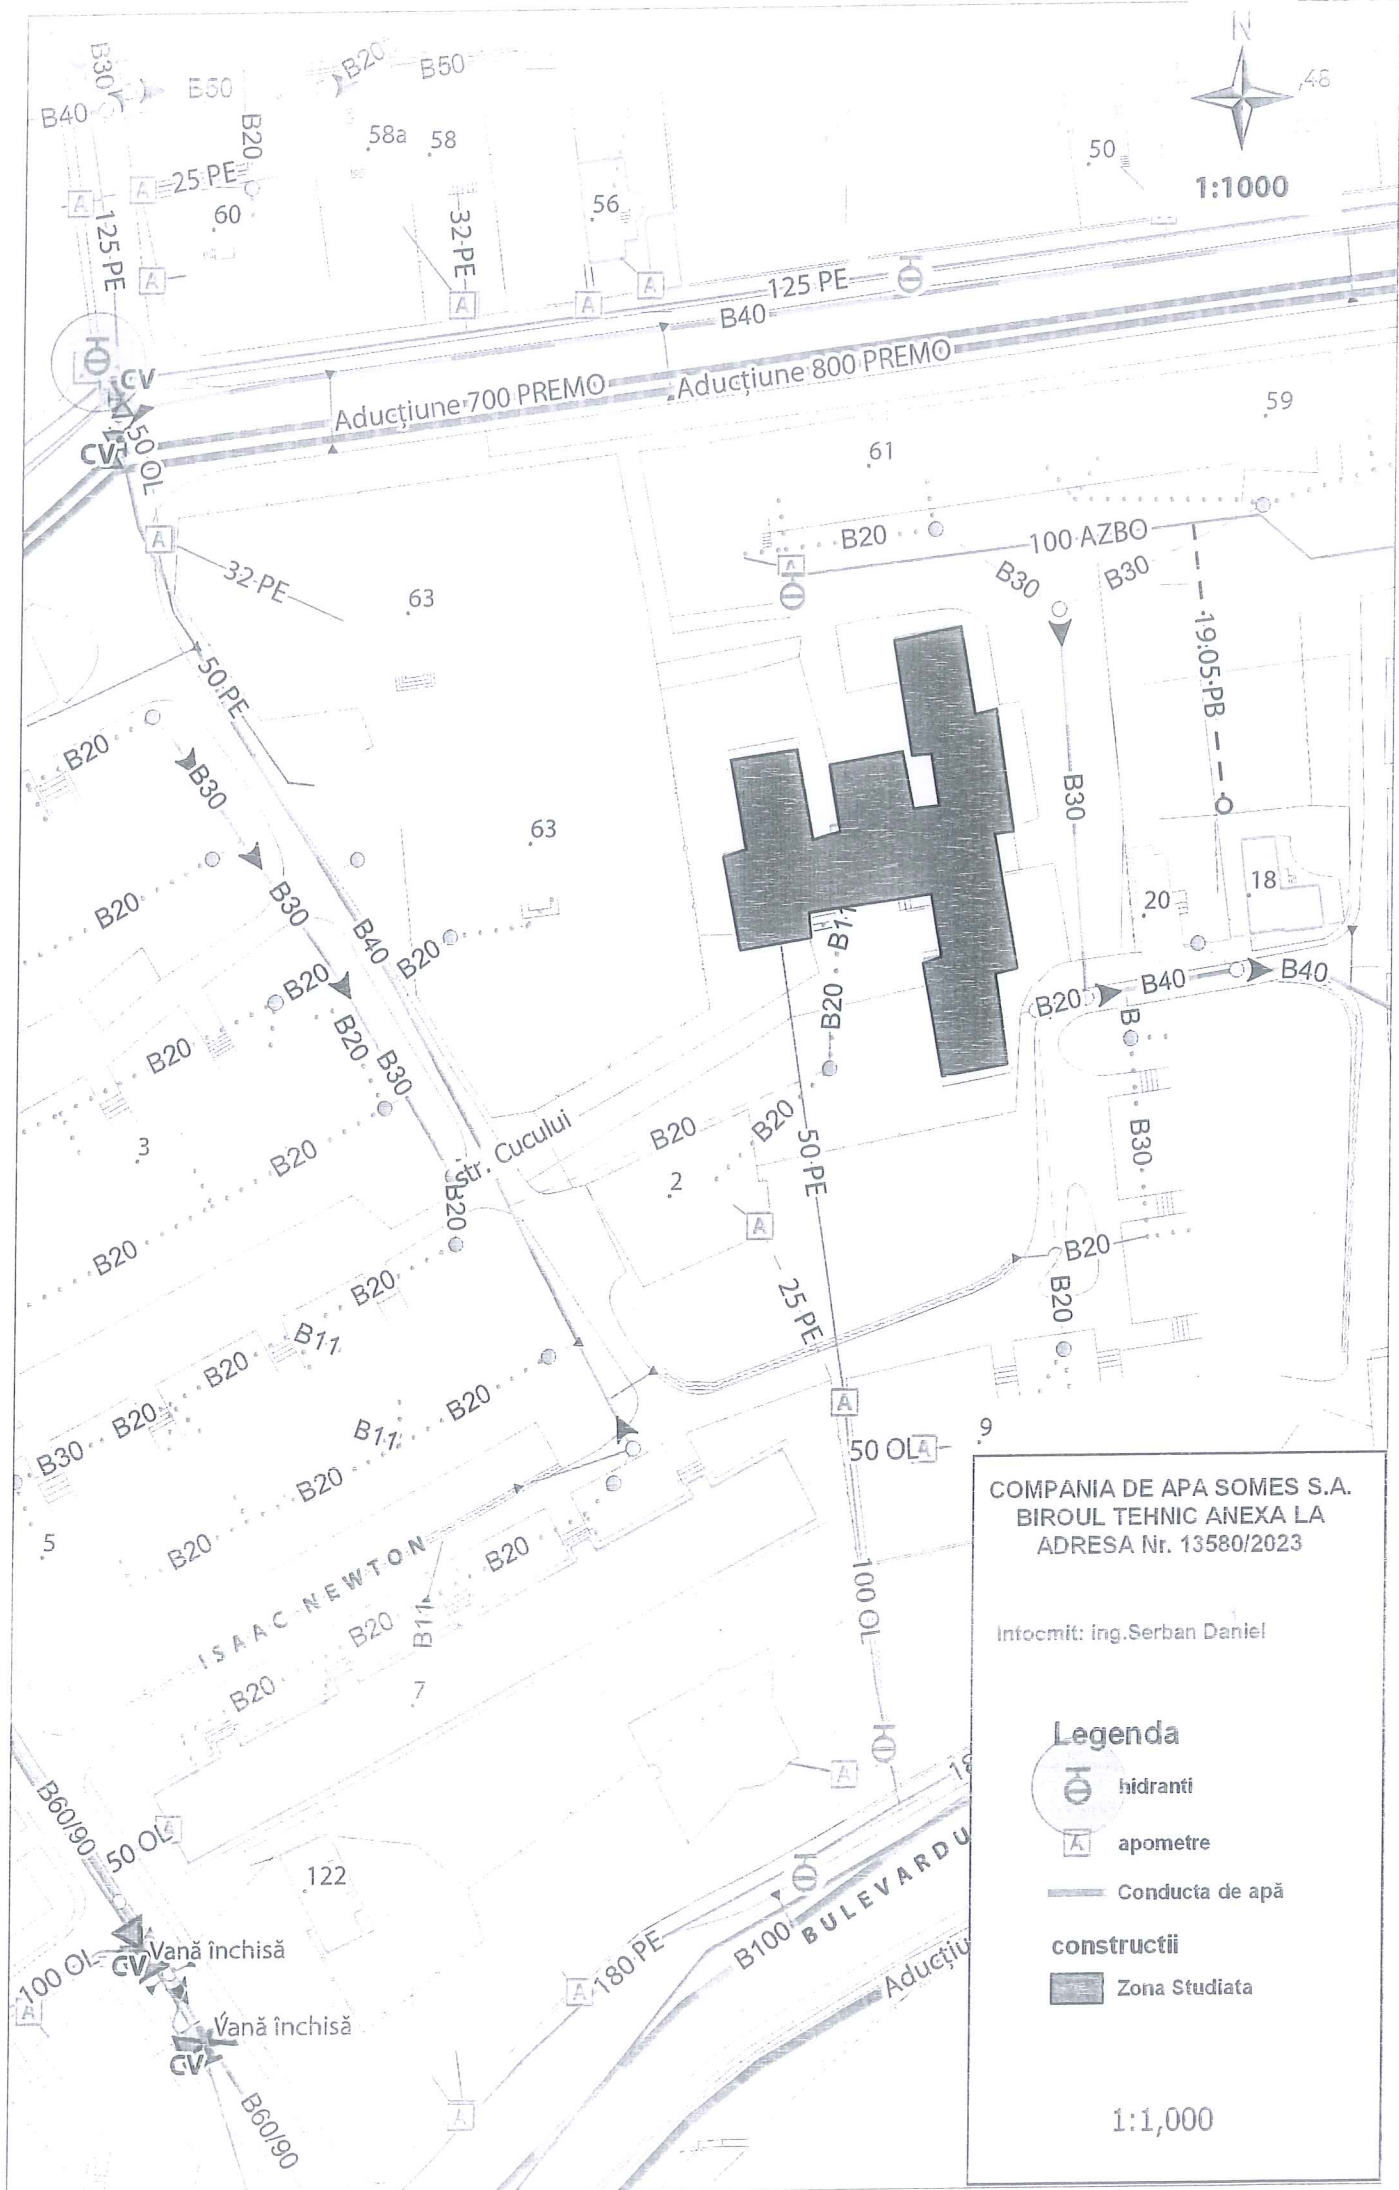 N
B30
B50
B20
B50
B40
B20
48
58a
58
50
25 PE
A
A
1:1000
60
56
125 PE
32 PE
A
A
A
A
125 PE
B40
CV
Aducțiune 700 PREMO
Aducțiune 800 PREMO
59
CV
50 OL
61
A
B20
100 AZBO
A
B30
B30
32 PE
63
19.05 PB
50 PE
B20
B30
B30
63
B20
B30
20
18
B40
B20
B11
B20
B20
B20
B40
B40
B20
B20
B30
B
B20
Str. Cucului
B20
B20
B30
3
B20
50 PE
2
B20
A
B20
B20
B20
25 PE
B20
B11
B20
A
B20
B20
B11
B30
B20
50 OL
A
9
B20
5
B20
B20
ISAAC NEWTON
B20
B11
100 OL
B20
7
A
18
B60/90
50 OL
A
122
BULEVARDU
B100
180 PE
Aducțiu
100 OL
CV
Vană închisă
A
A
Vană închisă
CV
A
B60/90
COMPANIA DE APA SOMES S.A.
BIROUL TEHNIC ANEXA LA
ADRESA Nr. 13580/2023
Intocmit: ing.Serban Daniel
Legenda
hidranti
A apometre
Conducta de apă
constructii
Zona Studiata
1:1,000